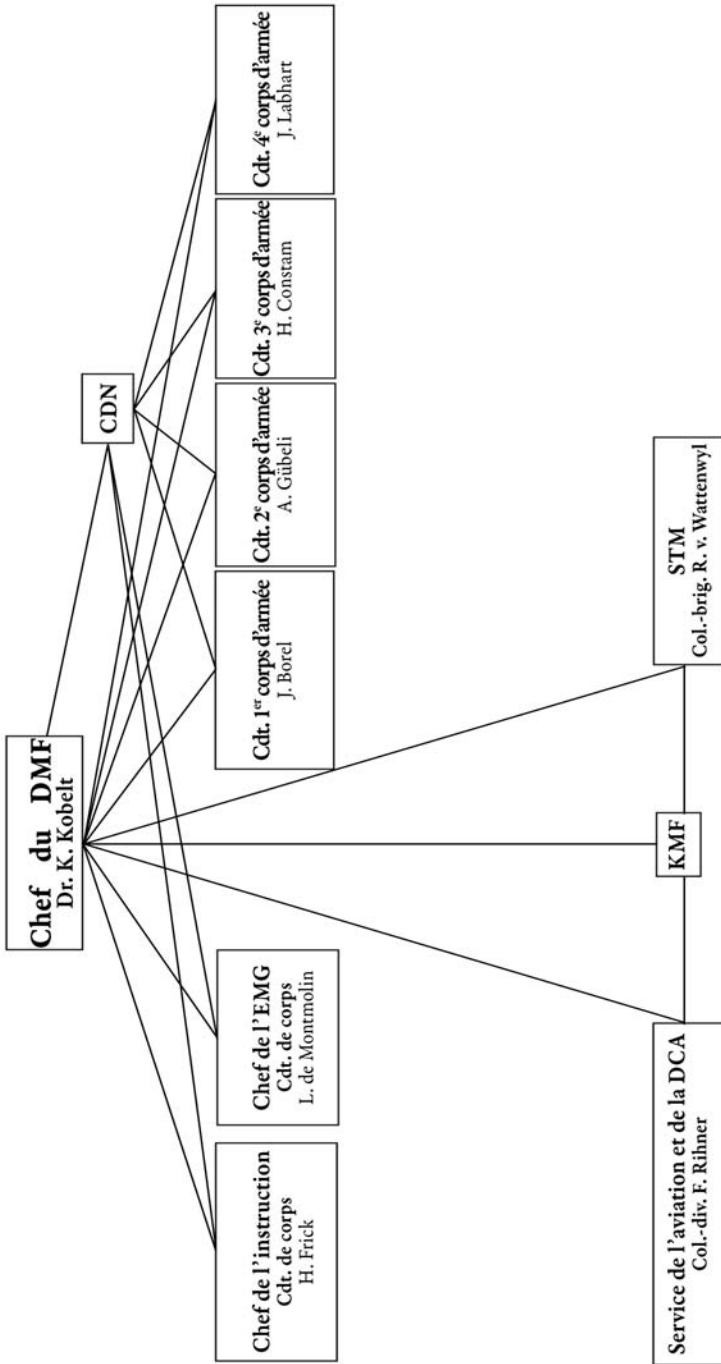 Chef du DMF
Dr. K. Kobelt
CDN
Chef de l'instruction
Cdt. de corps
H. Frick
Chef de l'EMG
Cdt. de corps
L. de Montmolin
Cdt. 1er corps d'armée
J. Borel
Cdt. 2e corps d'armée
A. Gübeli
Cdt. 3e corps d'armée
H. Constam
Cdt. 4e corps d'armée
J. Labhart
Service de l'aviation et de la DCA
Col.-div. F. Rihner
KMF
STM
Col.-brig. R. v. Wattenwyl